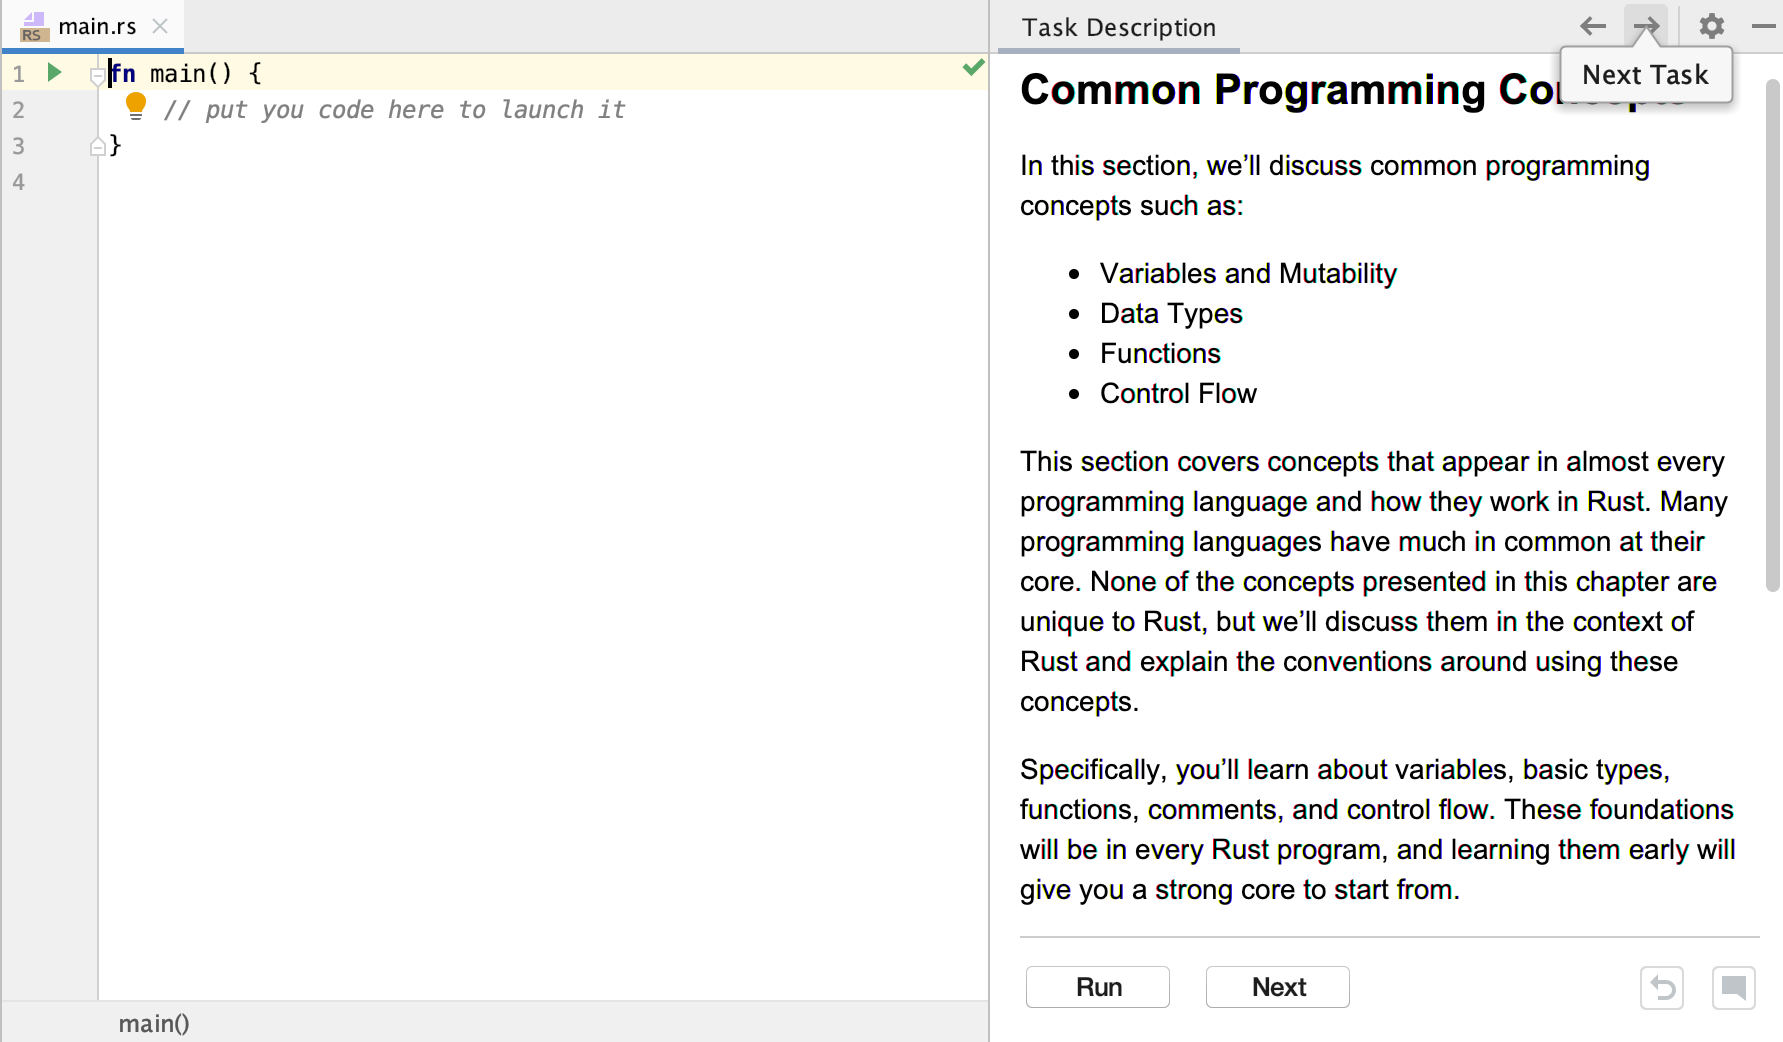 RS main.rs
Task Description
1 fn main() {
2 // put you code here to launch it
3 }
4
main()
Next Task
Common Programming
In this section, we’ll discuss common programming
concepts such as:
• Variables and Mutability
• Data Types
• Functions
• Control Flow
This section covers concepts that appear in almost every
programming language and how they work in Rust. Many
programming languages have much in common at their
core. None of the concepts presented in this chapter are
unique to Rust, but we’ll discuss them in the context of
Rust and explain the conventions around using these
concepts.
Specifically, you’ll learn about variables, basic types,
functions, comments, and control flow. These foundations
will be in every Rust program, and learning them early will
give you a strong core to start from.
Run Next